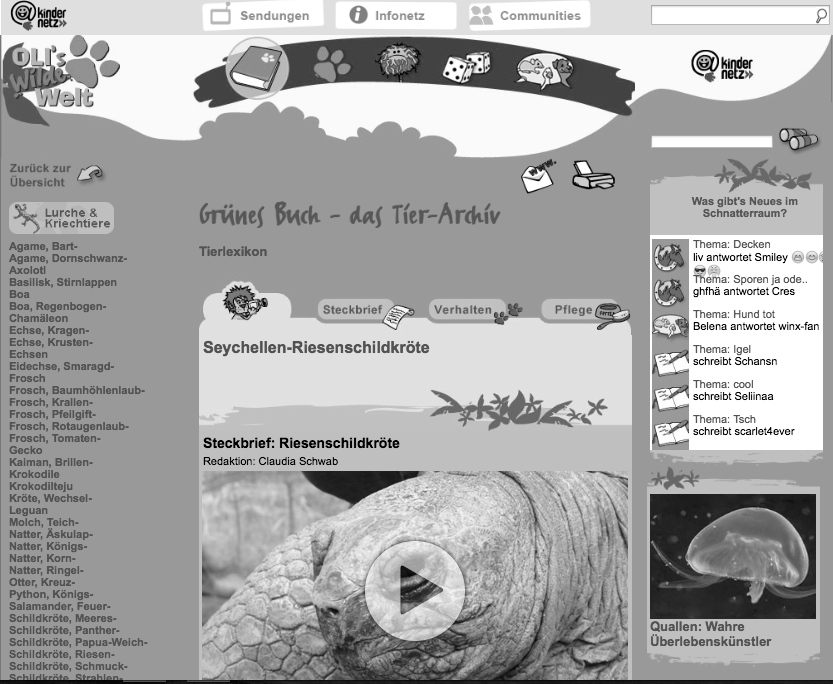 @ kinder
netz»
Sendungen
Infonetz
Communities
OLI's
Wilde
Welt
@ kinder
netz»
Zurück zur
Übersicht
Lurche &
Kriechtiere
Agame, Bart-
Agame, Dornschwanz-
Axolotl
Basilisk, Stirnlappen
Boa
Boa, Regenbogen-
Chamäleon
Echse, Kragen-
Echse, Krusten-
Echsen
Eidechse, Smaragd-
Frosch
Frosch, Baumhöhlenlaub-
Frosch, Krallen-
Frosch, Pfeilgift-
Frosch, Rotaugenlaub-
Frosch, Tomaten-
Gecko
Kaiman, Brillen-
Krokodile
Krokodilteju
Kröte, Wechsel-
Leguan
Molch, Teich-
Natter, Äskulap-
Natter, Königs-
Natter, Korn-
Natter, Ringel-
Otter, Kreuz-
Python, Königs-
Salamander, Feuer-
Schildkröte, Meeres-
Schildkröte, Panther-
Schildkröte, Papua-Weich-
Schildkröte, Riesen-
Schildkröte, Schmuck-
Schildkröte, Strahlen-
www.
Grünes Buch - das Tier-Archiv
Tierlexikon
Steckbrief
Verhalten
Pflege
Seychellen-Riesenschildkröte
Steckbrief: Riesenschildkröte
Redaktion: Claudia Schwab
Was gibt's Neues im
Schnatterraum?
Thema: Decken
liv antwortet Smiley
Thema: Sporen ja ode..
ghfhä antwortet Cres
Thema: Hund tot
Belena antwortet winx-fan
Thema: Igel
schreibt Schansn
Thema: cool
schreibt Seliinaa
Thema: Tsch
schreibt scarlet4ever
Quallen: Wahre
Überlebenskünstler